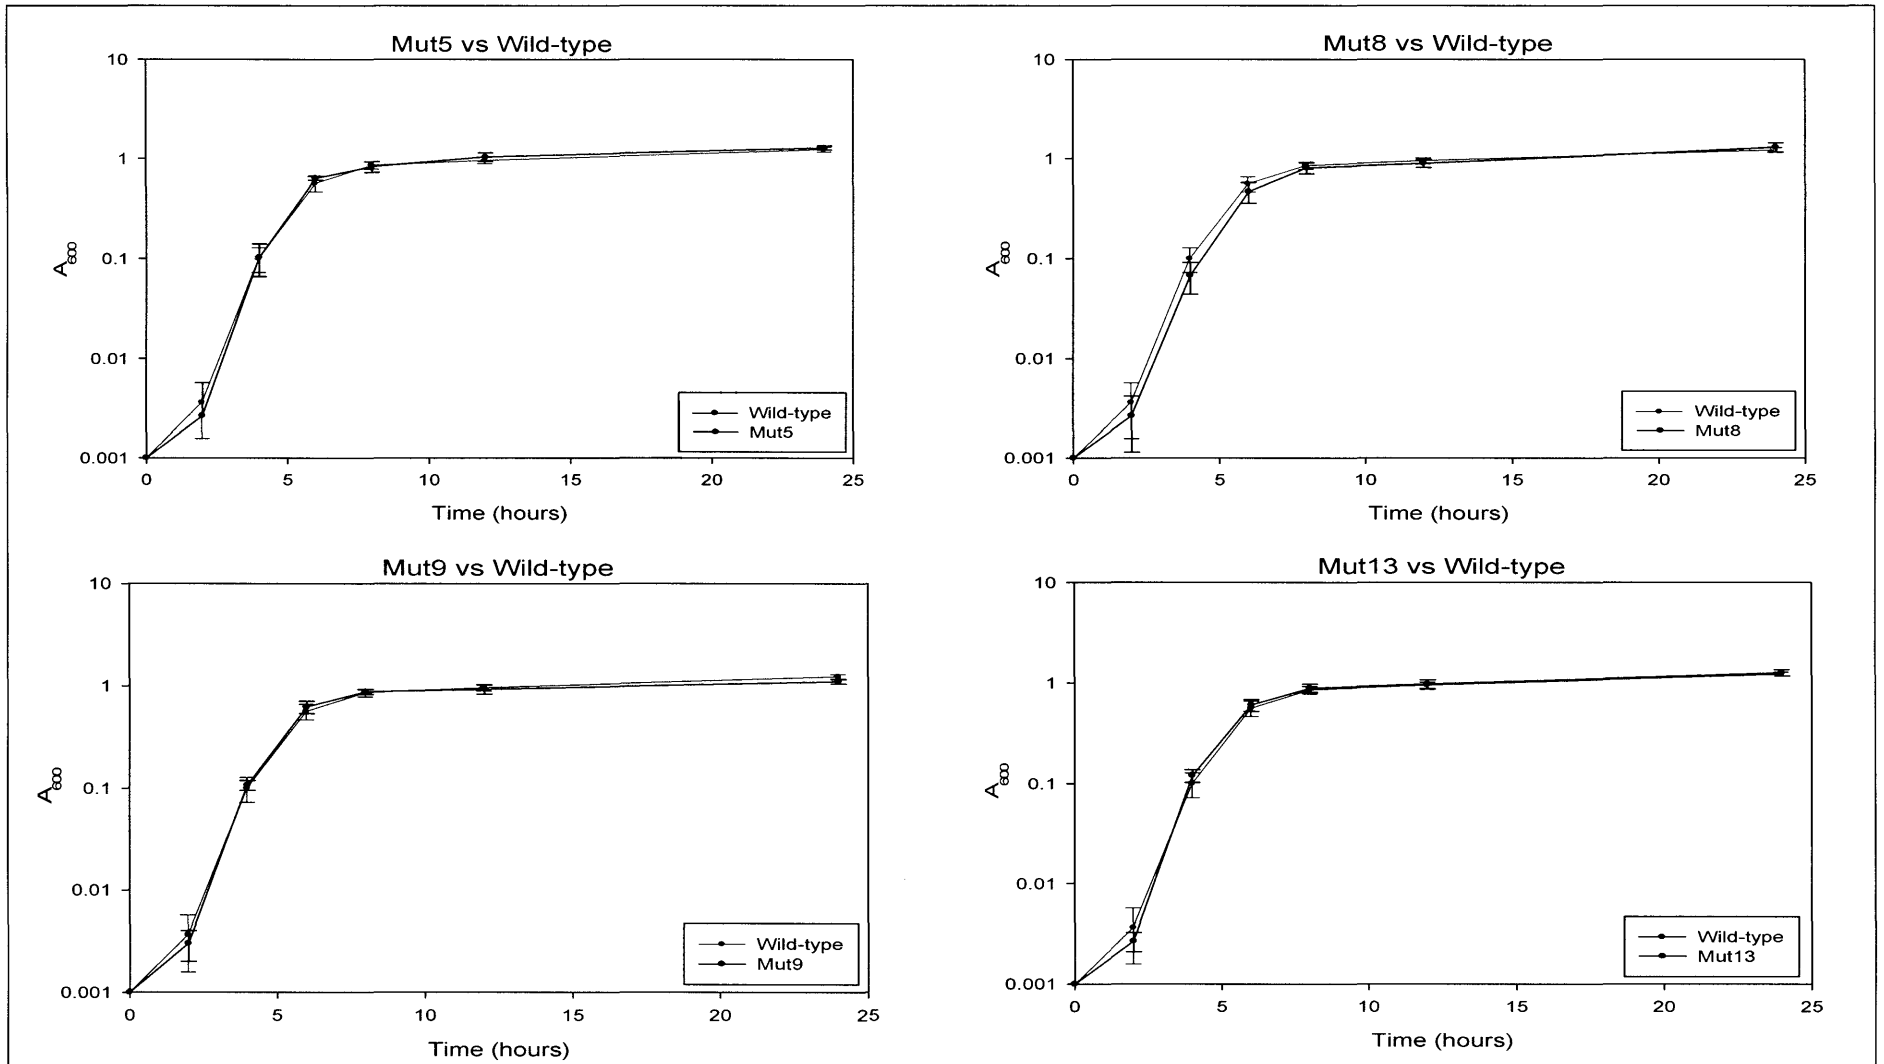 Mut5 vs Wild-type
10
1
0.1
0.01
0.001
A600
0 5 10 15 20 25
Time (hours)
Wild-type
Mut5
Mut8 vs Wild-type
10
1
0.1
0.01
0.001
A600
0 5 10 15 20 25
Time (hours)
Wild-type
Mut8
Mut9 vs Wild-type
10
1
0.1
0.01
0.001
A600
0 5 10 15 20 25
Time (hours)
Wild-type
Mut9
Mut13 vs Wild-type
10
1
0.1
0.01
0.001
A600
0 5 10 15 20 25
Time (hours)
Wild-type
Mut13